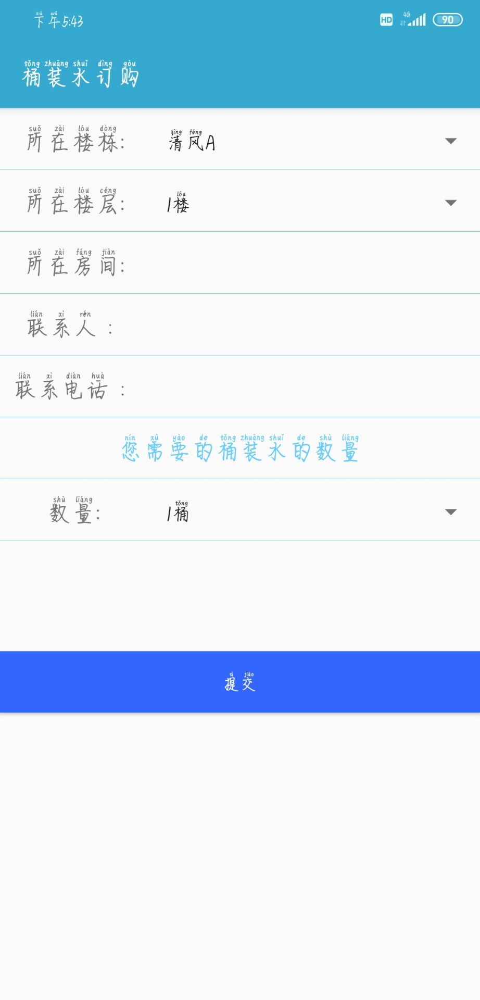 xià wǔ
下午5:43 HD 4G 90
tǒng zhuāng shuǐ dìng gòu
桶装水订购
suǒ zài lóu dòng qīng fēng
所在楼栋: 清风A
suǒ zài lóu céng lóu
所在楼层: 1楼
suǒ zài fáng jiān
所在房间:
lián xì rén
联系人 :
lián xì diàn huà
联系电话 :
nín xū yào de tǒng zhuāng shuǐ de shù liáng
您需要的桶装水的数量
shù liáng tǒng
数量: 1桶
tí jiāo
提交